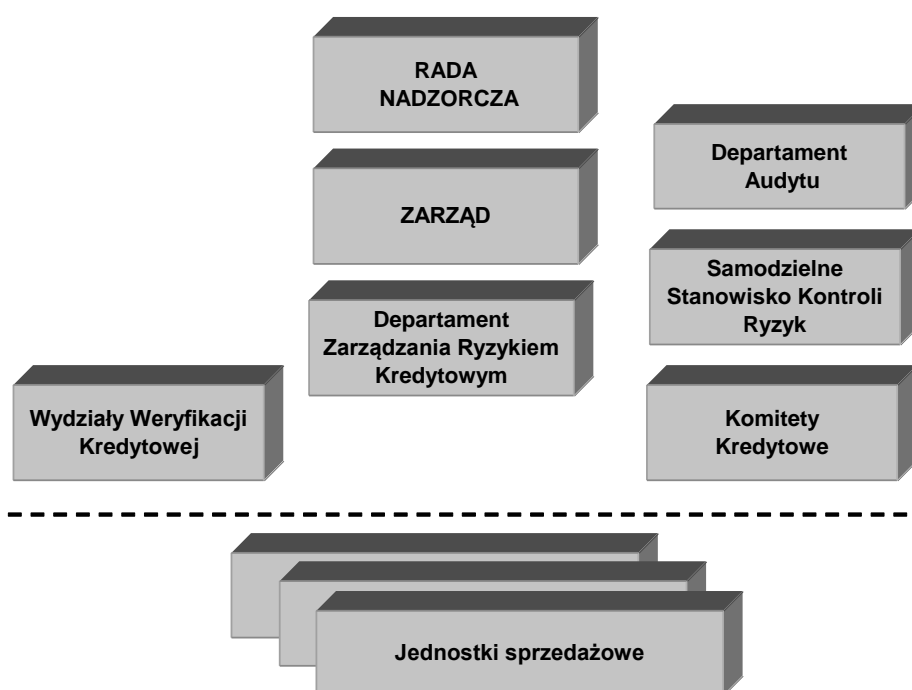 RADA
NADZORCZA
Departament
Audytu
ZARZĄD
Samodzielne
Stanowisko Kontroli
Ryzyk
Departament
Zarządzania Ryzykiem
Kredytowym
Wydziały Weryfikacji
Kredytowej
Komitety
Kredytowe
Jednostki sprzedażowe